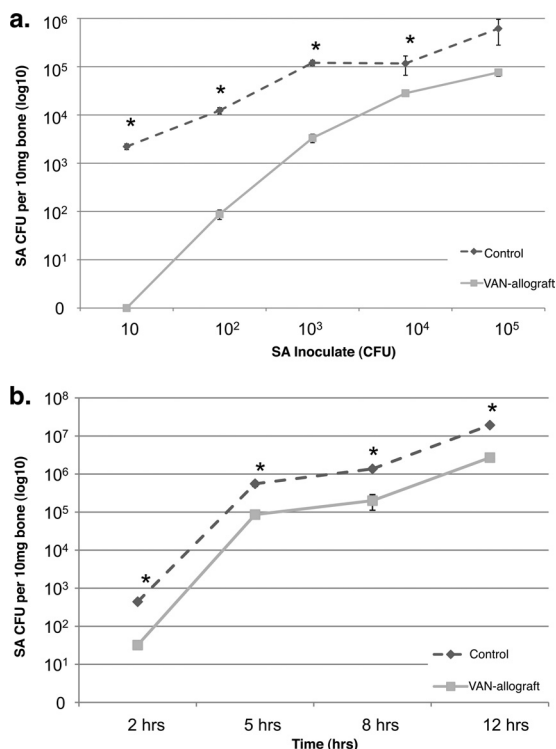 a.
SA CFU per 10mg bone (log10)
10⁶
10⁵
10⁴
10³
10²
10¹
0
*
*
*
*
Control
VAN-allograft
10
10²
10³
10⁴
10⁵
SA Inoculate (CFU)
b.
SA CFU per 10mg bone (log10)
10⁸
10⁷
10⁶
10⁵
10⁴
10³
10²
10¹
0
*
*
*
*
Control
VAN-allograft
2 hrs
5 hrs
8 hrs
12 hrs
Time (hrs)